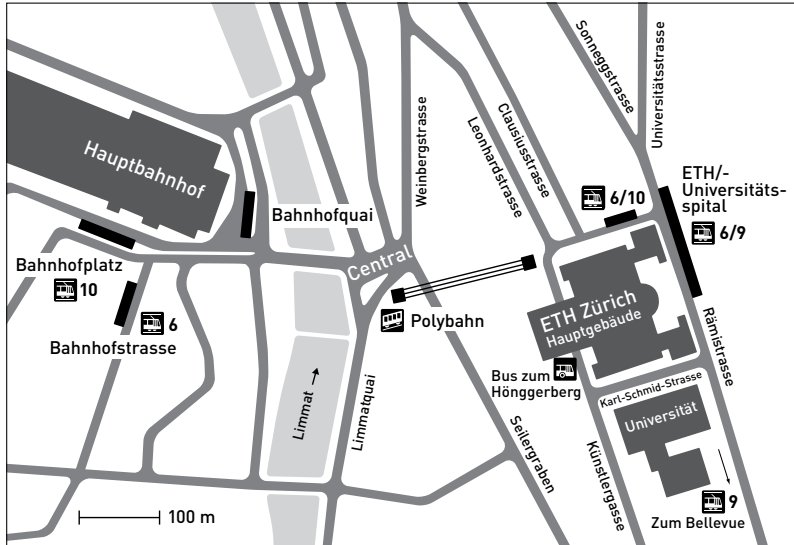 Sonneggstrasse
Universitätsstrasse
Weinbergstrasse
Leonhardstrasse
Clausiusstrasse
Hauptbahnhof
ETH/-
Universitäts-
spital
6/10
6/9
Bahnhofquai
Central
Bahnhofplatz
10
6
Bahnhofstrasse
Polybahn
ETH Zürich
Hauptgebäude
Rämistrasse
Bus zum
Hönggerberg
Karl-Schmid-Strasse
Universität
Limmat →
Limmatquai
Seilergraben
Künstlergasse
9
Zum Bellevue
100 m